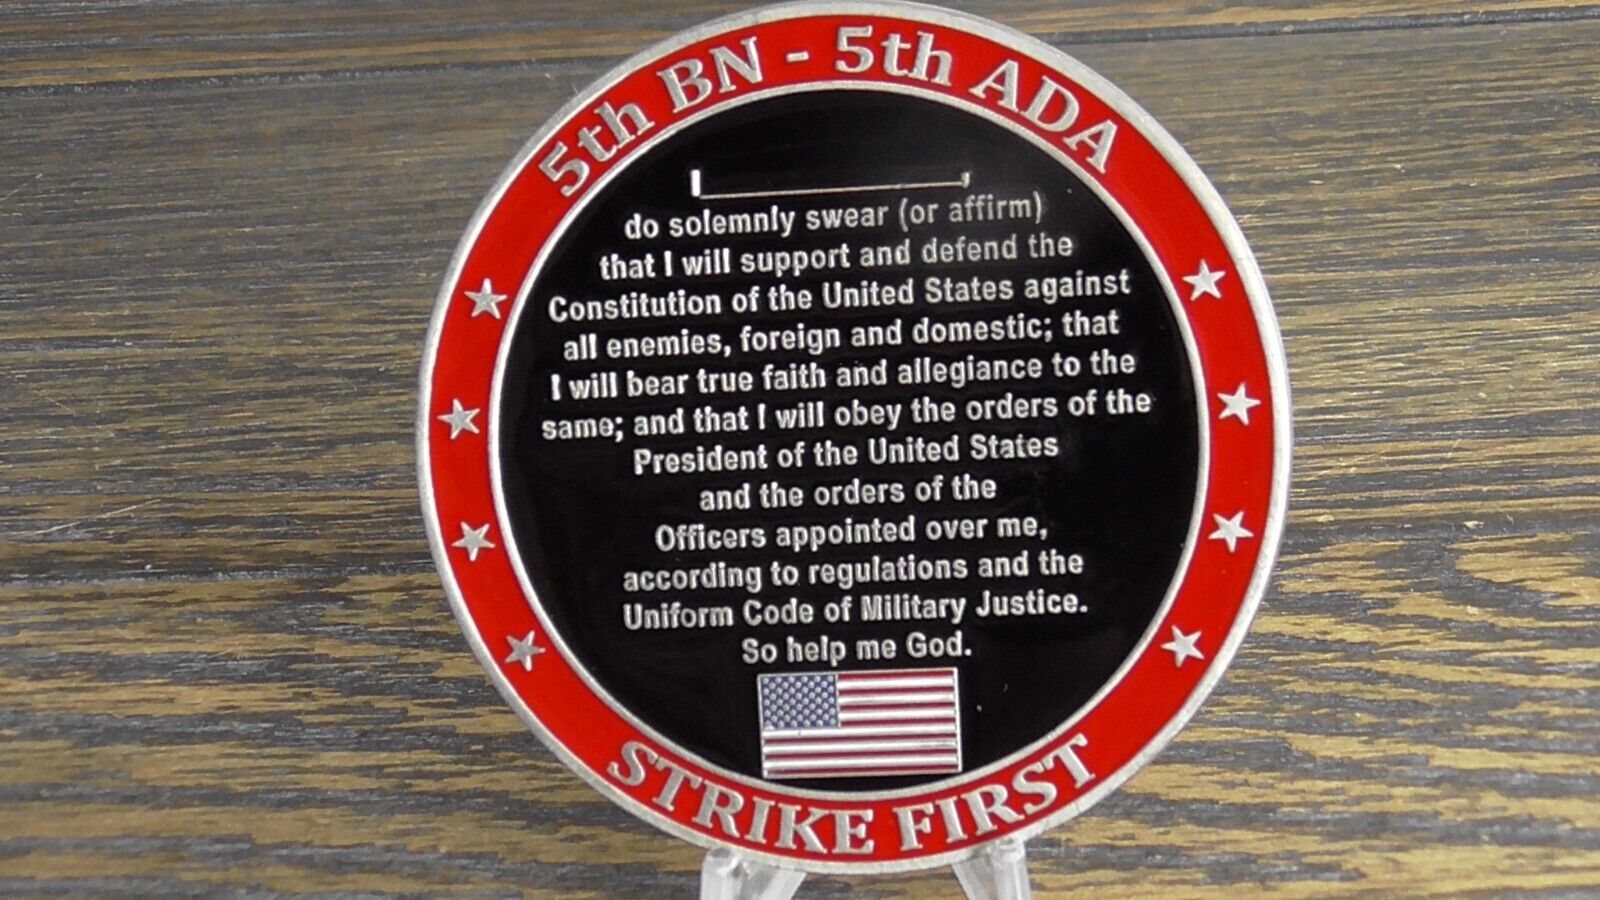 5th BN - 5th ADA
I____________________,
do solemnly swear (or affirm)
that I will support and defend the
Constitution of the United States against
all enemies, foreign and domestic; that
I will bear true faith and allegiance to the
same; and that I will obey the orders of the
President of the United States
and the orders of the
Officers appointed over me,
according to regulations and the
Uniform Code of Military Justice.
So help me God.
STRIKE FIRST